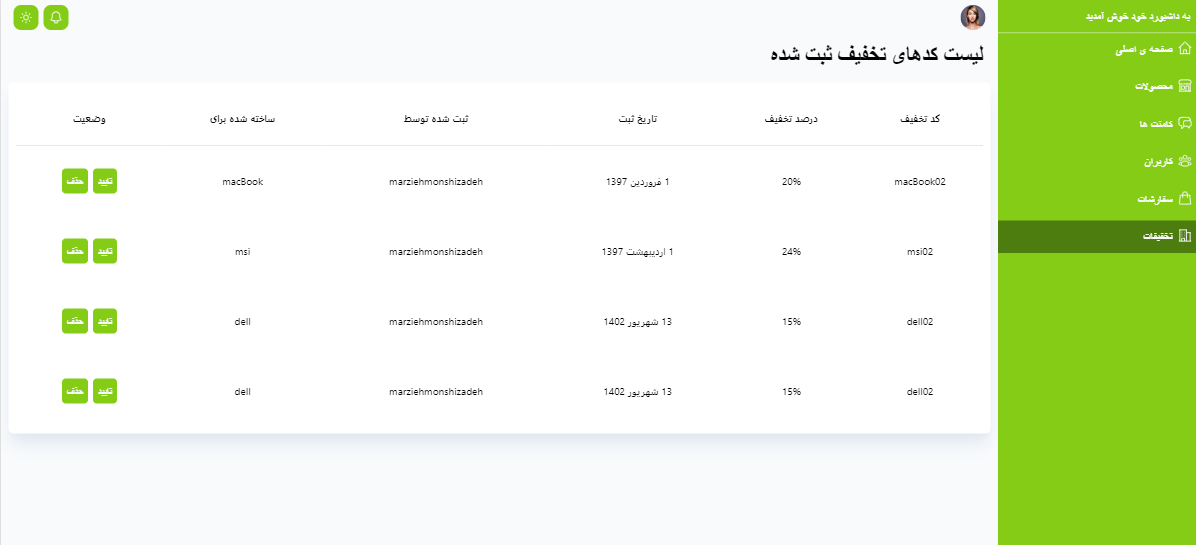 به داشبورد خود خوش آمدید
صفحه ی اصلی
محصولات
کامنت ها
کاربران
سفارشات
تخفیفات
لیست کدهای تخفیف ثبت شده
کد تخفیف درصد تخفیف تاریخ ثبت ثبت شده توسط ساخته شده برای وضعیت
macBook02 20% 1 فروردین 1397 marziehmonshizadeh macBook تایید حذف
msi02 24% 1 اردیبهشت 1397 marziehmonshizadeh msi تایید حذف
dell02 15% 13 شهریور 1402 marziehmonshizadeh dell تایید حذف
dell02 15% 13 شهریور 1402 marziehmonshizadeh dell تایید حذف